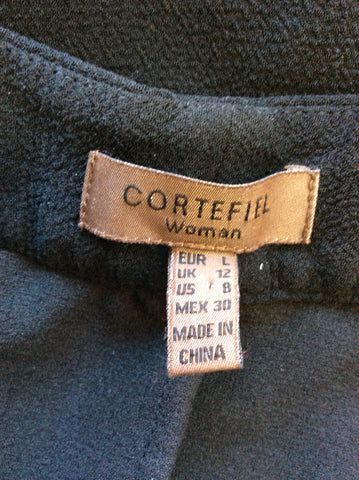 CORTEFIEL
Woman
EUR L
UK 12
US 8
MEX 30
MADE IN
CHINA